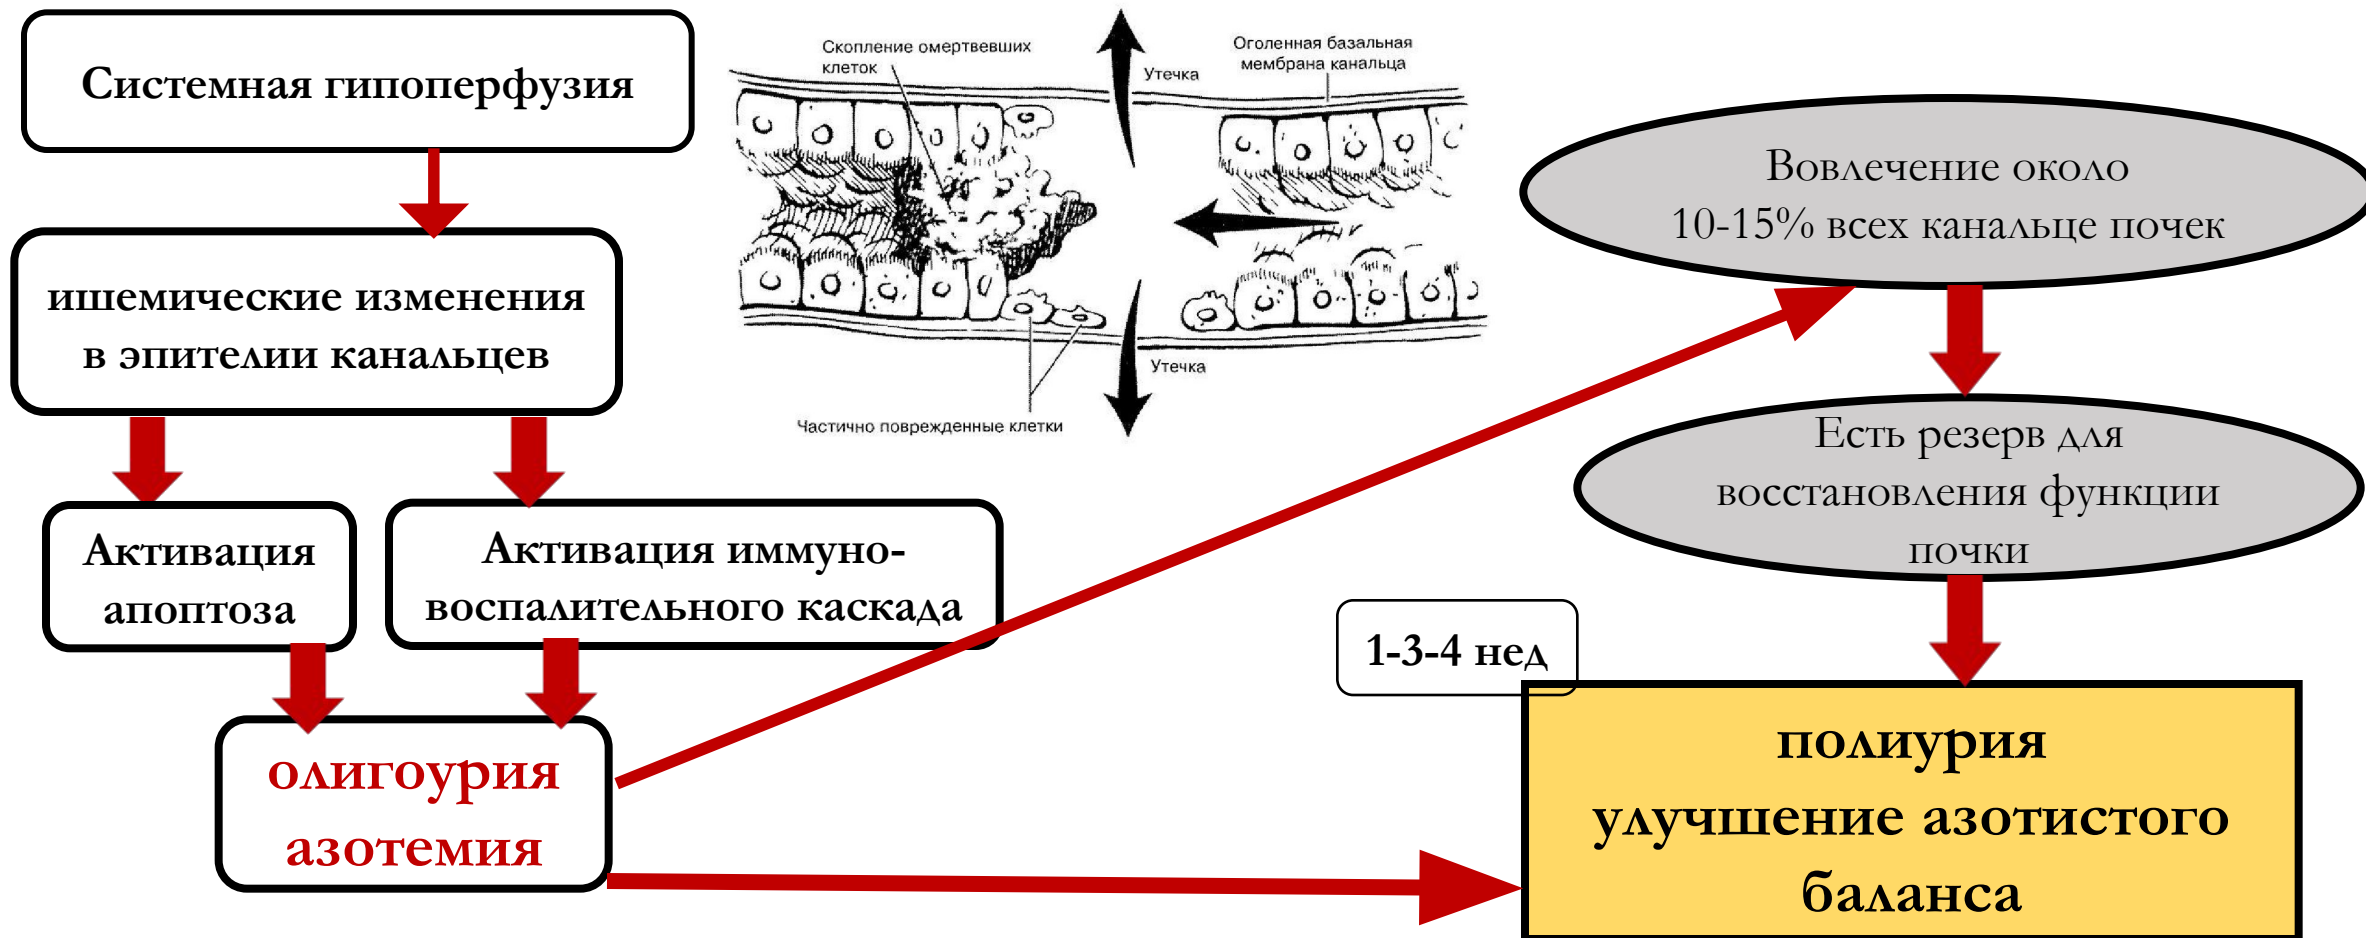 Системная гипоперфузия
ишемические изменения
в эпителии канальцев
Активация
апоптоза
Активация иммуно-
воспалительного каскада
олигоурия
азотемия
Скопление омертвевших
клеток
Утечка
Оголенная базальная
мембрана канальца
Утечка
Частично поврежденные клетки
Вовлечение около
10-15% всех канальце почек
Есть резерв для
восстановления функции
почки
1-3-4 нед
полиурия
улучшение азотистого
баланса